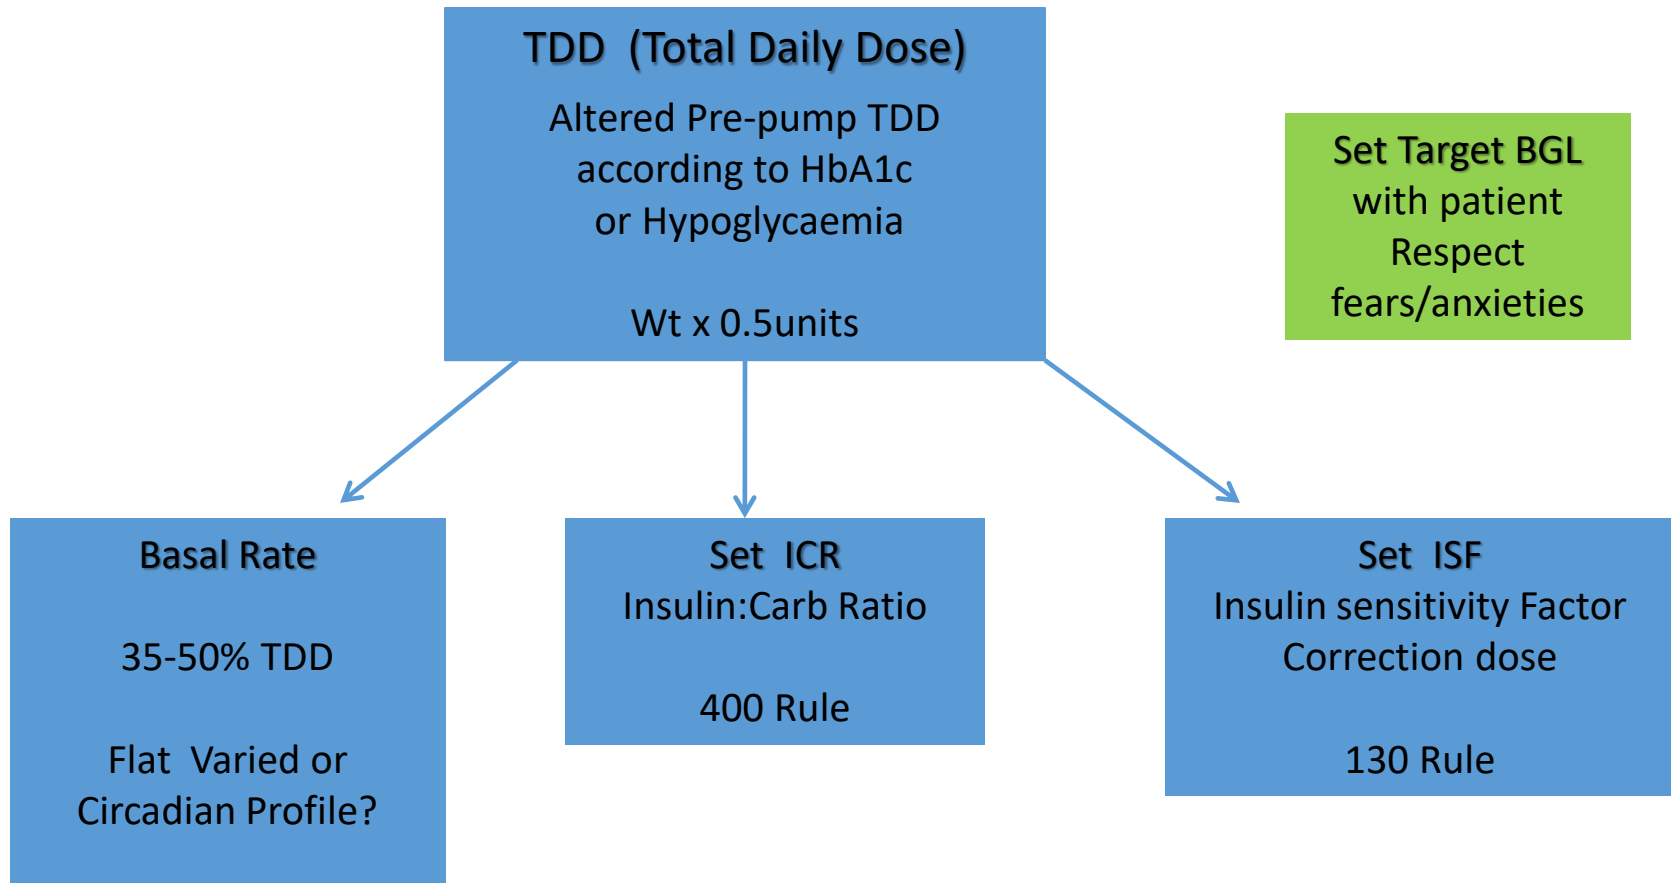 TDD (Total Daily Dose)
Altered Pre-pump TDD
according to HbA1c
or Hypoglycaemia
Wt x 0.5units
Set Target BGL
with patient
Respect
fears/anxieties
Basal Rate
35-50% TDD
Flat Varied or
Circadian Profile?
Set ICR
Insulin:Carb Ratio
400 Rule
Set ISF
Insulin sensitivity Factor
Correction dose
130 Rule